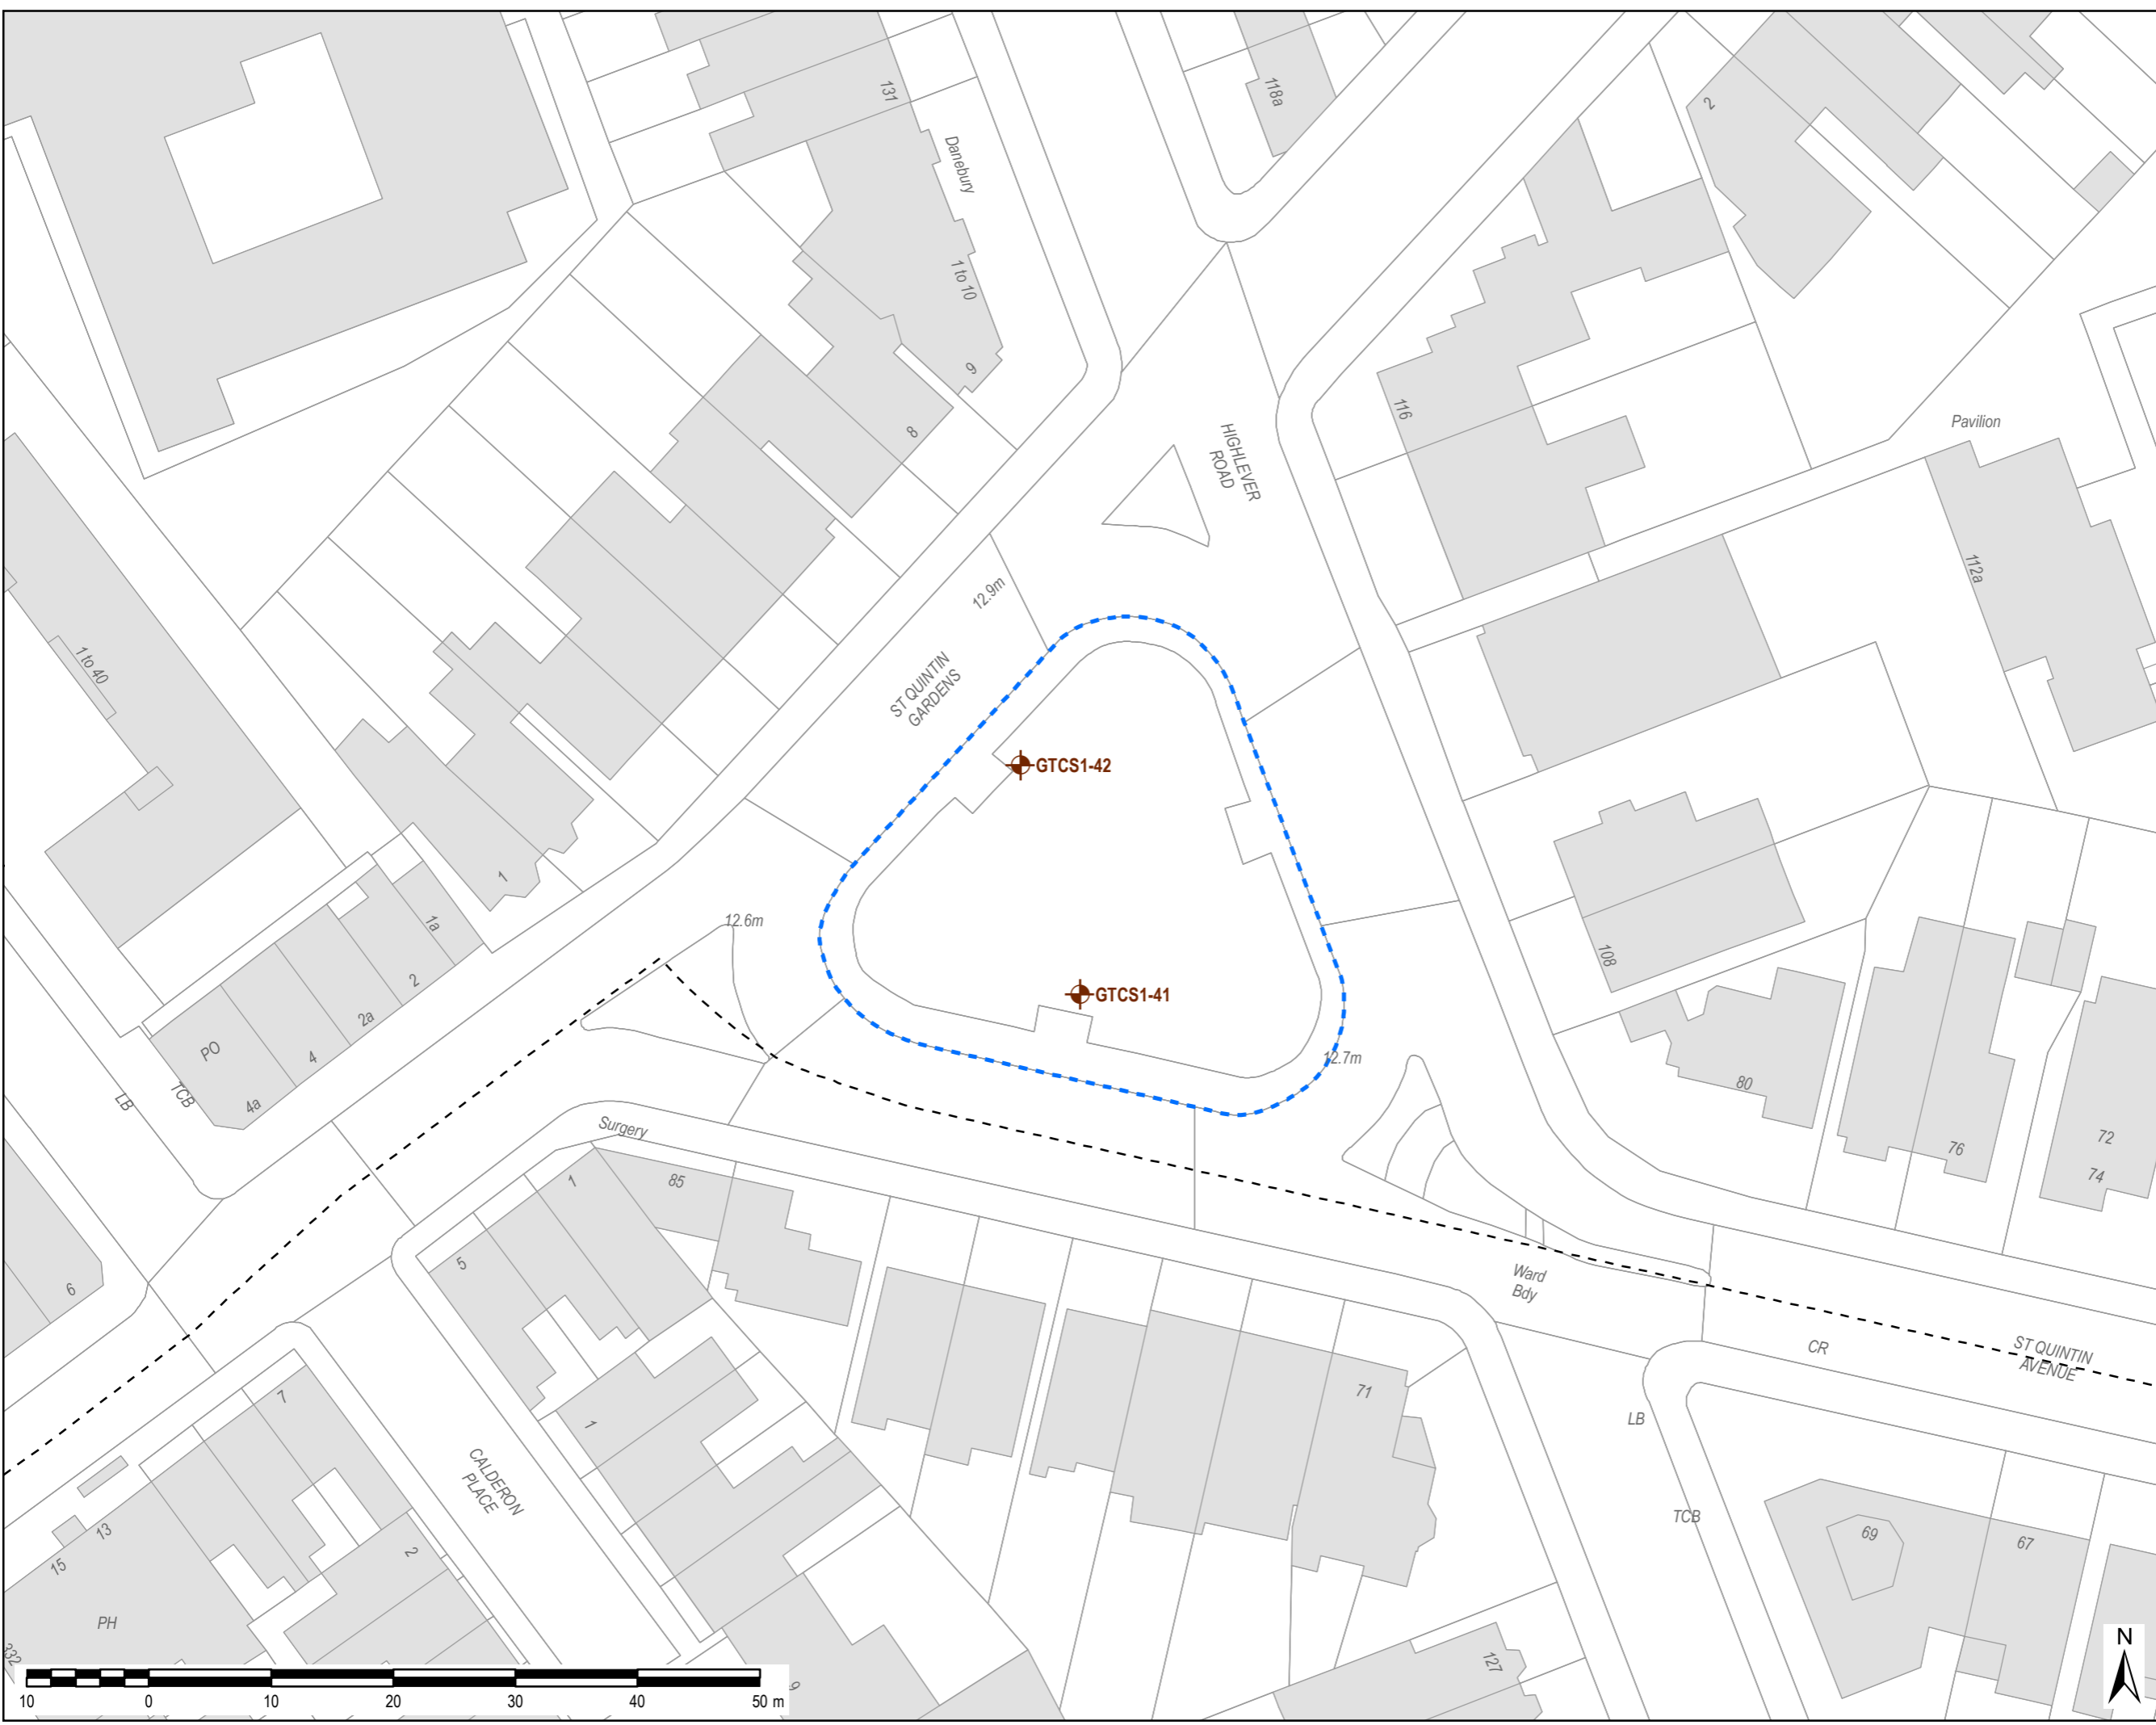 131
118a
2
Danebury
1 to 10
9
8
116
HIGHLEVER
ROAD
Pavilion
112a
12.9m
1 to 40
ST QUINTIN
GARDENS
GTCS1-42
1
1a
2
2a
4
4a
PO
TCB
LB
12.6m
GTCS1-41
12.7m
108
80
76
72
74
Surgery
85
1
5
6
7
Ward
Bdy
CR
ST QUINTIN
AVENUE
71
LB
TCB
69
67
1
CALDERON
PLACE
13
15
2
PH
332
9
127
N
10 0 10 20 30 40 50 m